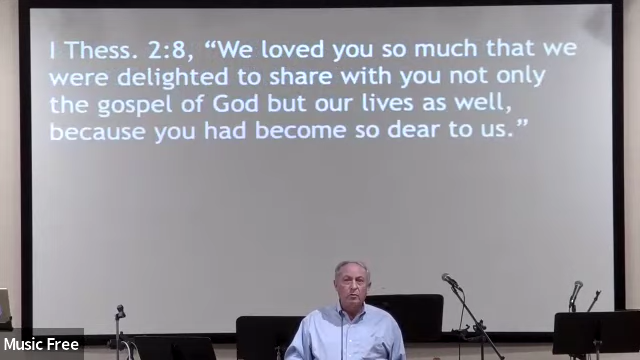 I Thess. 2:8, “We loved you so much that we
were delighted to share with you not only
the gospel of God but our lives as well,
because you had become so dear to us.”
Music Free